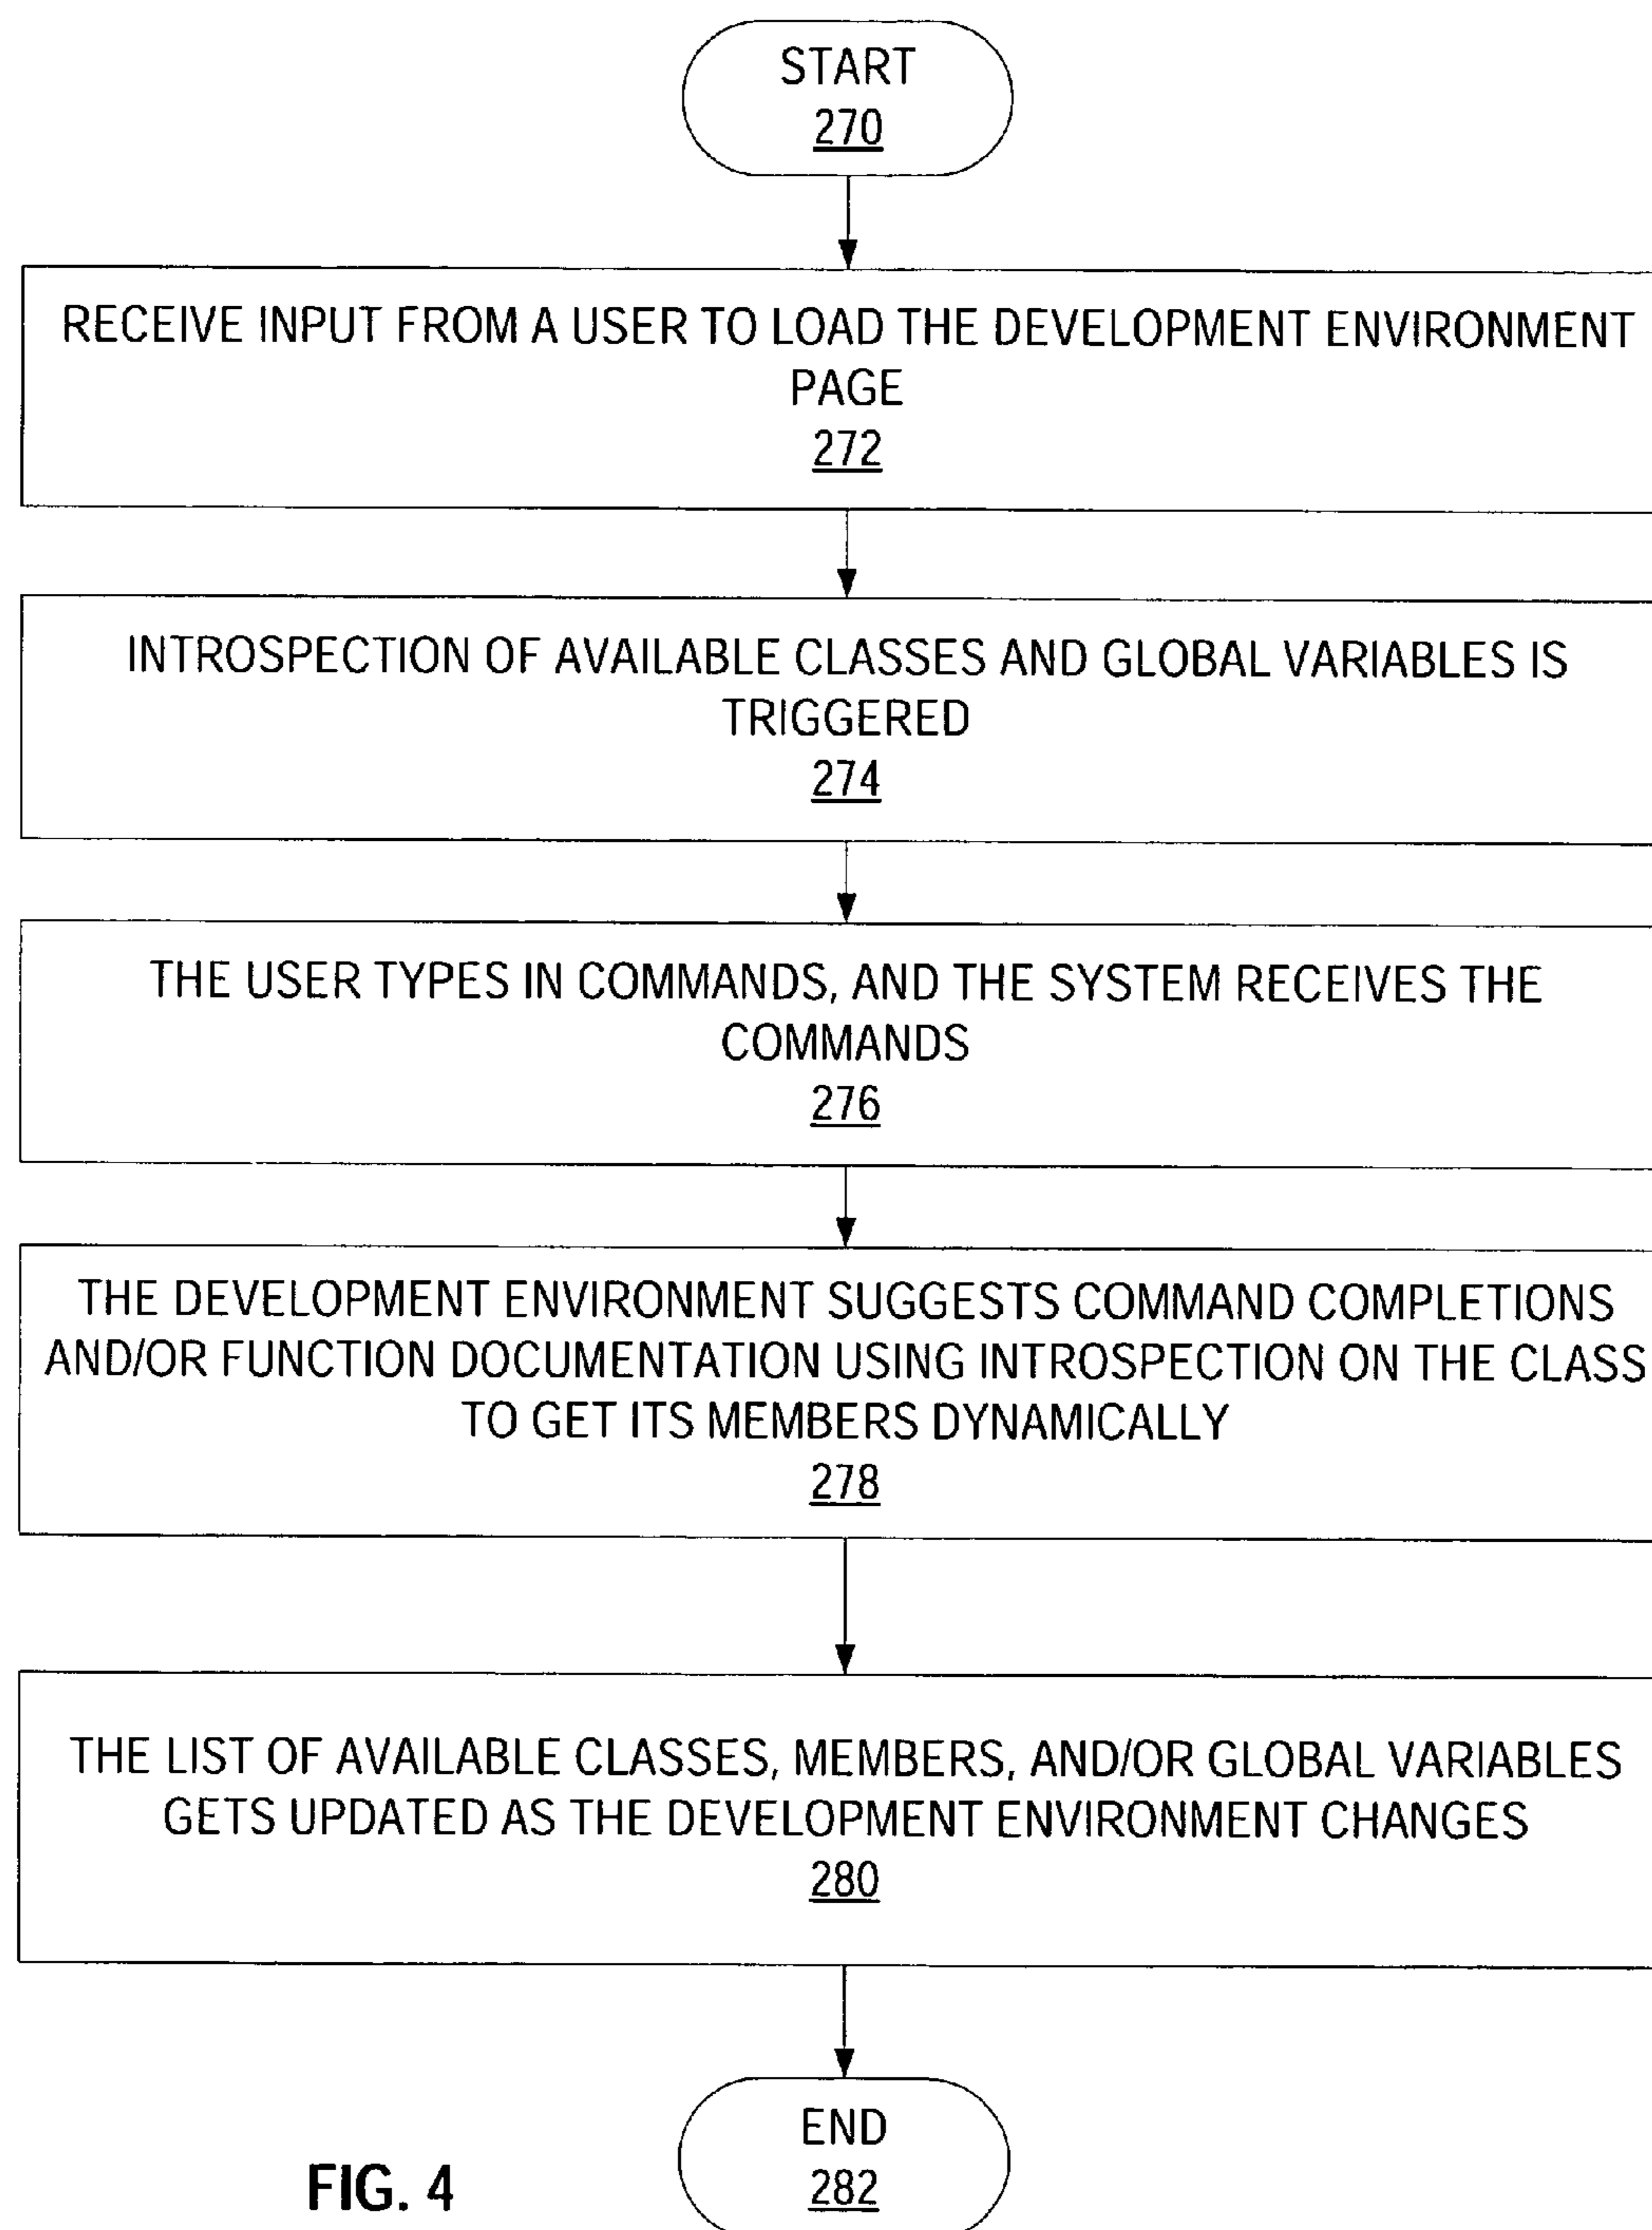 START
270
RECEIVE INPUT FROM A USER TO LOAD THE DEVELOPMENT ENVIRONMENT
PAGE
272
INTROSPECTION OF AVAILABLE CLASSES AND GLOBAL VARIABLES IS
TRIGGERED
274
THE USER TYPES IN COMMANDS, AND THE SYSTEM RECEIVES THE
COMMANDS
276
THE DEVELOPMENT ENVIRONMENT SUGGESTS COMMAND COMPLETIONS
AND/OR FUNCTION DOCUMENTATION USING INTROSPECTION ON THE CLASS
TO GET ITS MEMBERS DYNAMICALLY
278
THE LIST OF AVAILABLE CLASSES, MEMBERS, AND/OR GLOBAL VARIABLES
GETS UPDATED AS THE DEVELOPMENT ENVIRONMENT CHANGES
280
END
282
FIG. 4